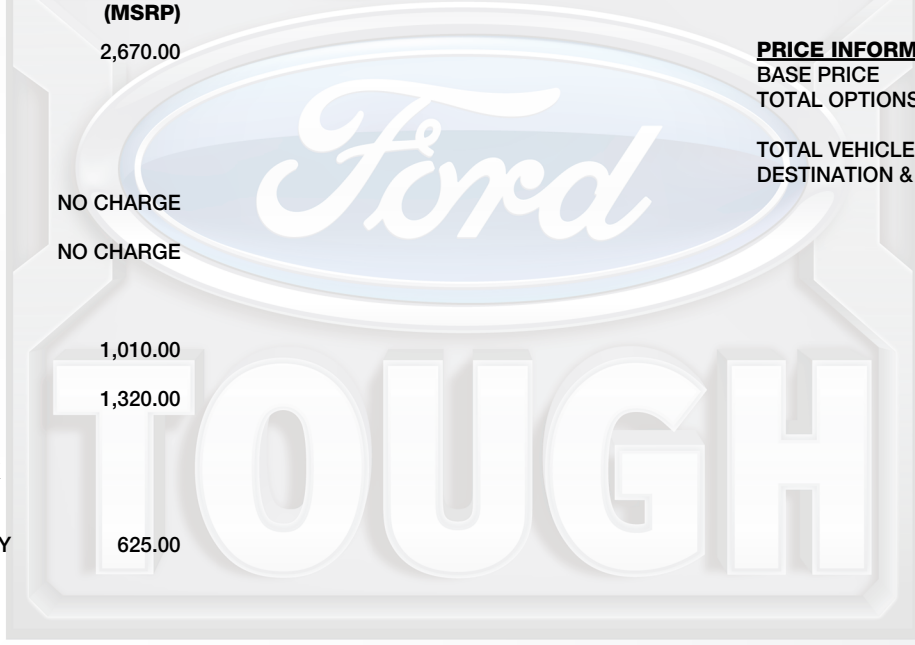 (MSRP)
2,670.00
NO CHARGE
NO CHARGE
1,010.00
1,320.00
Y 625.00
PRICE INFORM
BASE PRICE
TOTAL OPTIONS
TOTAL VEHICLE
DESTINATION &
Ford
TOUGH